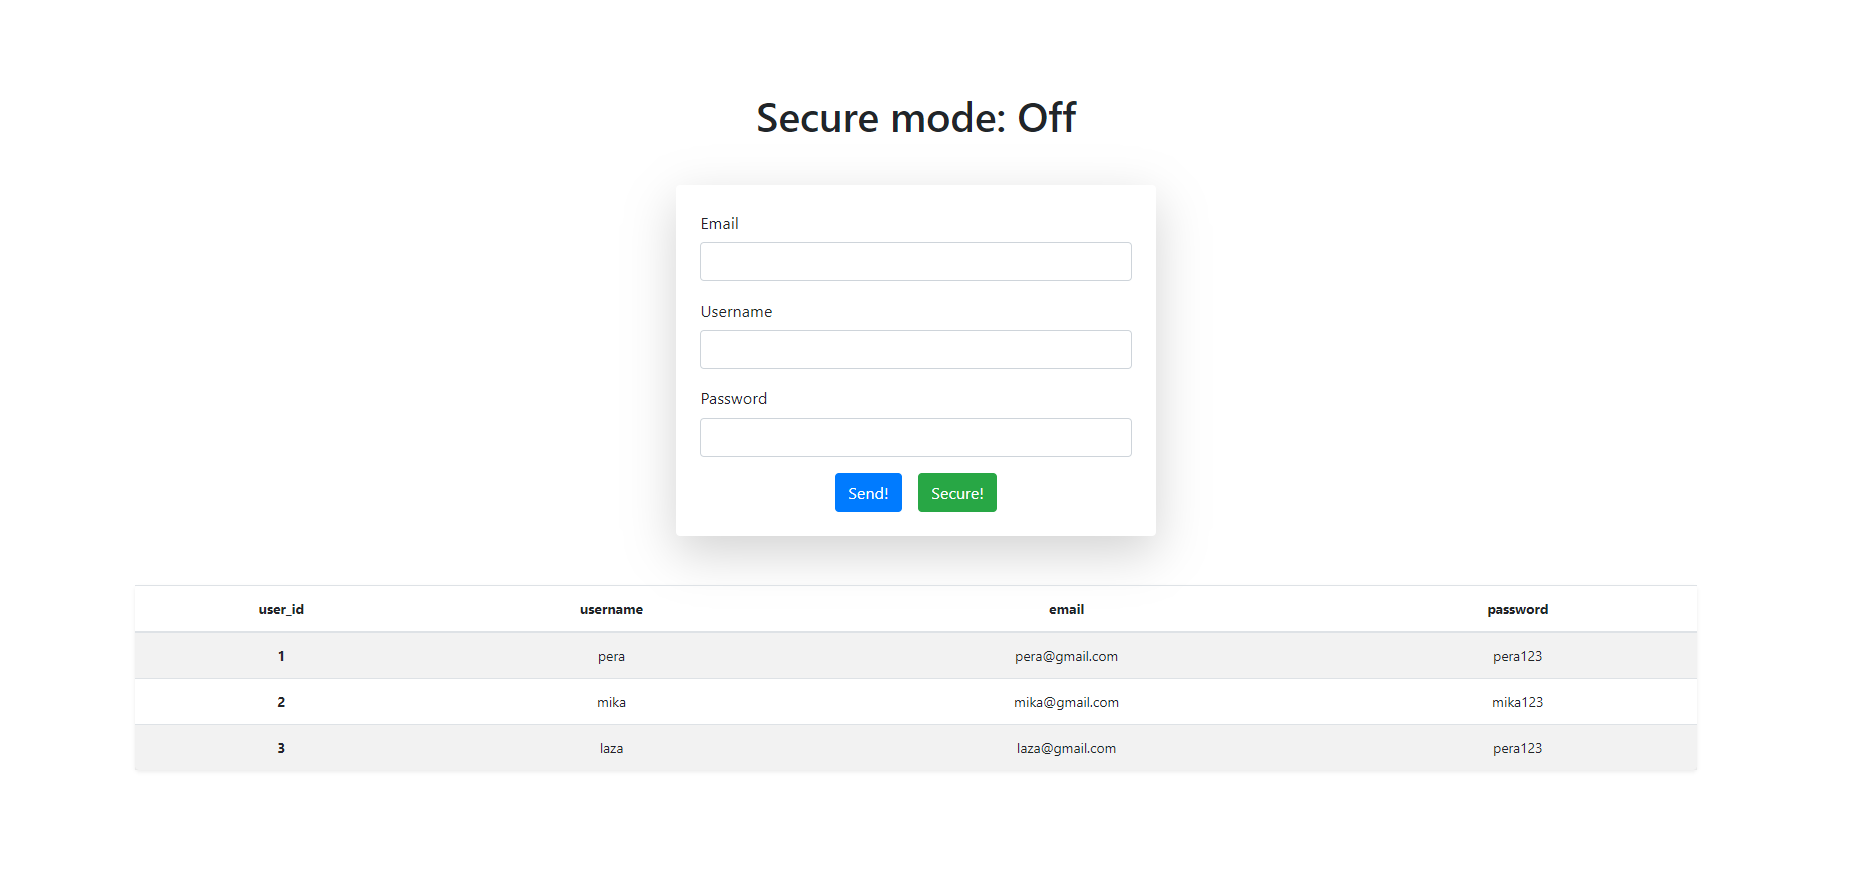 Secure mode: Off
Email
Username
Password
Send! Secure!
user_id username email password
1 pera pera@gmail.com pera123
2 mika mika@gmail.com mika123
3 laza laza@gmail.com pera123